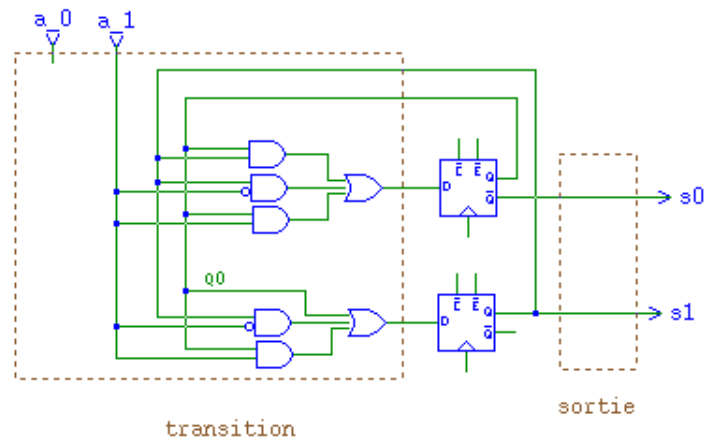 a_0 a_1
C E Q
D
Q
s0
Q0
C E Q
D
Q
s1
sortie
transition